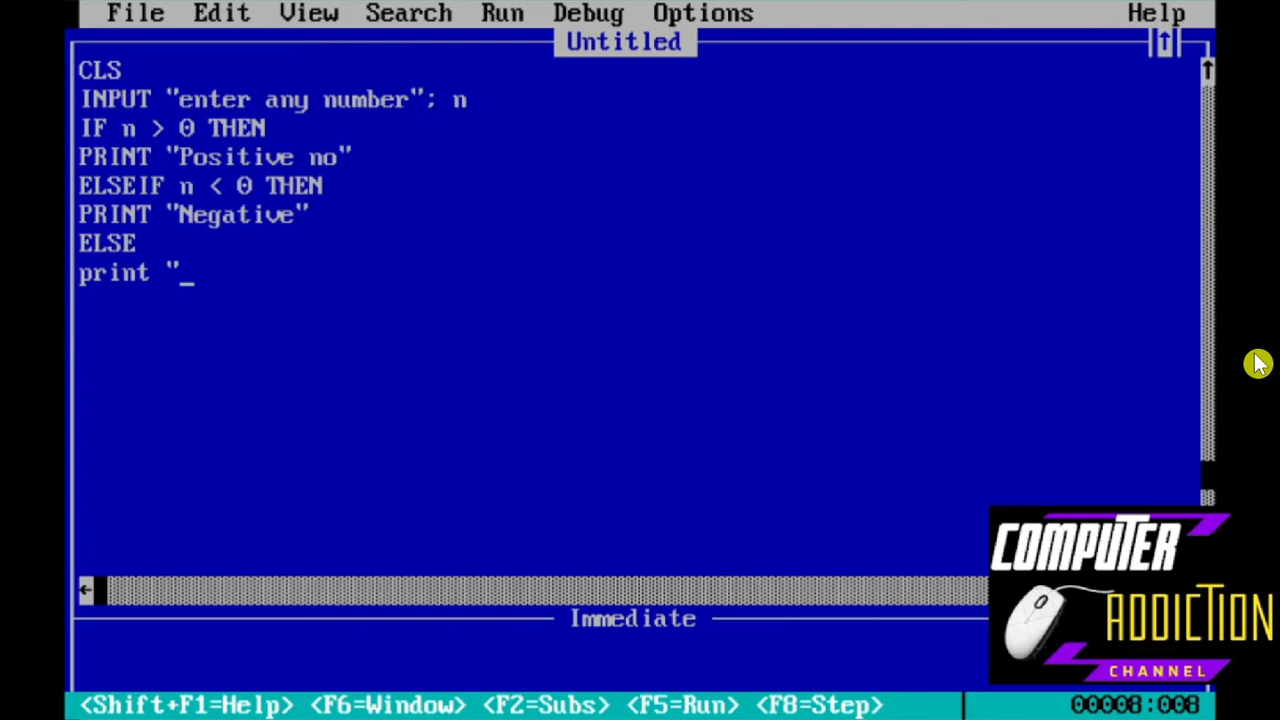 File Edit View Search Run Debug Options Help
Untitled
CLS
INPUT "enter any number"; n
IF n > 0 THEN
PRINT "Positive no"
ELSEIF n < 0 THEN
PRINT "Negative"
ELSE
print "_
Immediate
COMPUTER
ADDICTION
CHANNEL
<Shift+F1=Help> <F6=Window> <F2=Subs> <F5=Run> <F8=Step> 00008:008